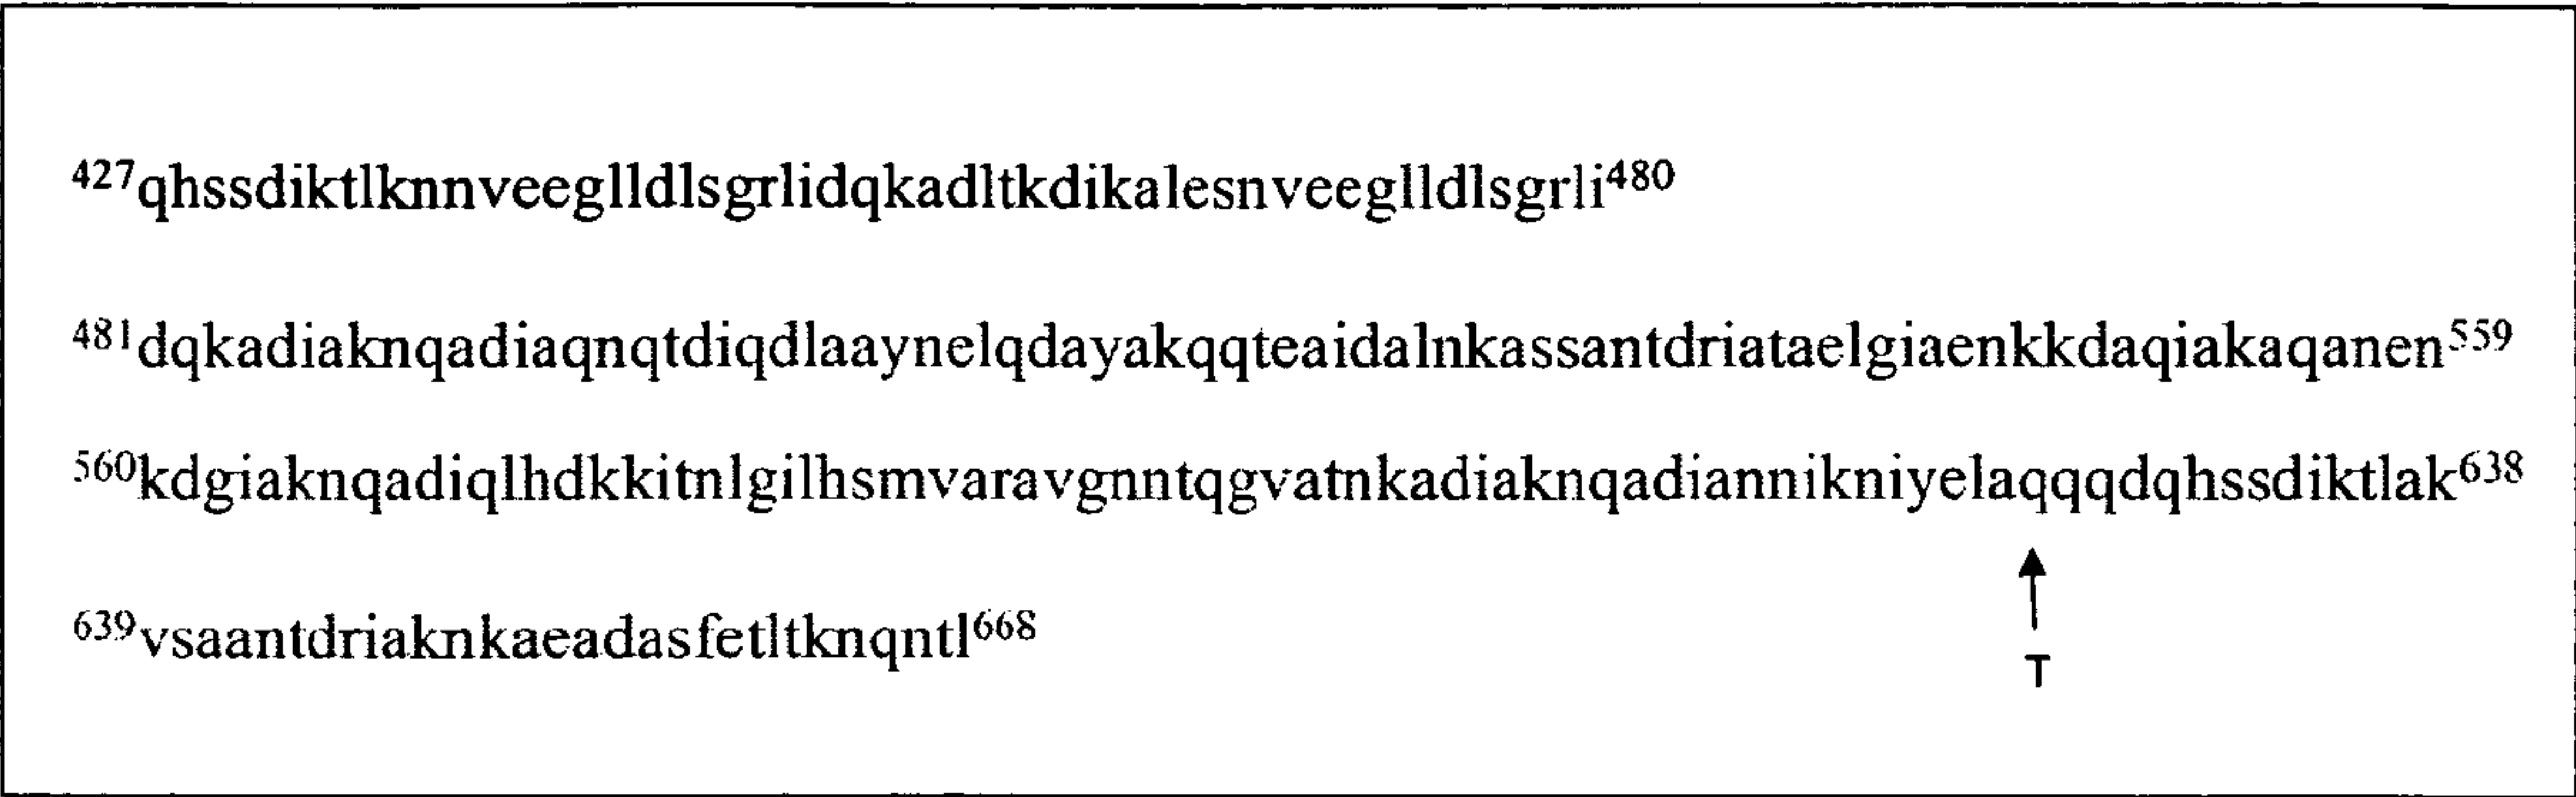 427qhssdiktlknnveeglldlsgrlidqkadltkdikalesnveeglldlsgrli480
481dqkadiaknqadiaqnqtdiqdlaaynelqdayakqqteaidalnkassantdriataelgiaenkkdaqiakaqanen559
560kdgiaknqadiqlhdkkitnlgilhsmvaravgnntqgvatnkadiaknqadiannikniyelaqqqdqhssdiktlak638
T
639vsaantdriaknkaeadasfetltknqntl668